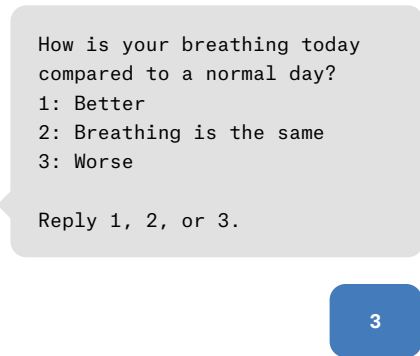 How is your breathing today
compared to a normal day?
1: Better
2: Breathing is the same
3: Worse
Reply 1, 2, or 3.
3